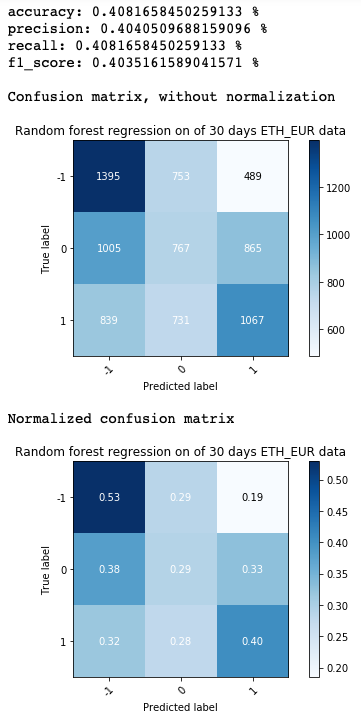 accuracy: 0.4081658450259133 %
precision: 0.4040509688159096 %
recall: 0.4081658450259133 %
f1_score: 0.4035161589041571 %
Confusion matrix, without normalization
Random forest regression on of 30 days ETH_EUR data
-1 1395 753 489
0 1005 767 865
1 839 731 1067
-1 0 1
True label
Predicted label
1200
1000
800
600
Normalized confusion matrix
Random forest regression on of 30 days ETH_EUR data
-1 0.53 0.29 0.19
0 0.38 0.29 0.33
1 0.32 0.28 0.40
-1 0 1
True label
Predicted label
0.50
0.45
0.40
0.35
0.30
0.25
0.20